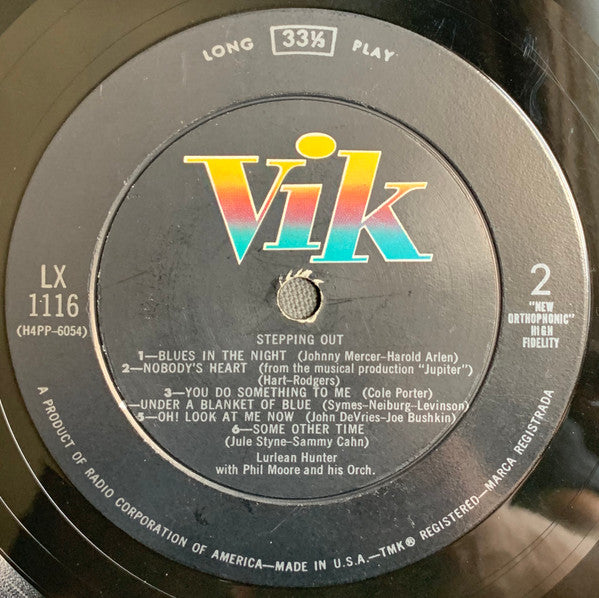 LONG 33⅓ PLAY
Vik
LX
1116
(H4PP-6054)
2
"NEW
ORTHOPHONIC"
HIGH
FIDELITY
STEPPING OUT
1—BLUES IN THE NIGHT (Johnny Mercer-Harold Arlen)
2—NOBODY'S HEART (from the musical production "Jupiter")
(Hart-Rodgers)
3—YOU DO SOMETHING TO ME (Cole Porter)
—UNDER A BLANKET OF BLUE (Symes-Neiburg-Levinson)
5—OH! LOOK AT ME NOW (John DeVries-Joe Bushkin)
6—SOME OTHER TIME
(Jule Styne-Sammy Cahn)
Lurlean Hunter
with Phil Moore and his Orch.
A PRODUCT OF RADIO CORPORATION OF AMERICA—MADE IN U.S.A.—TMK ® REGISTERED—MARCA REGISTRADA